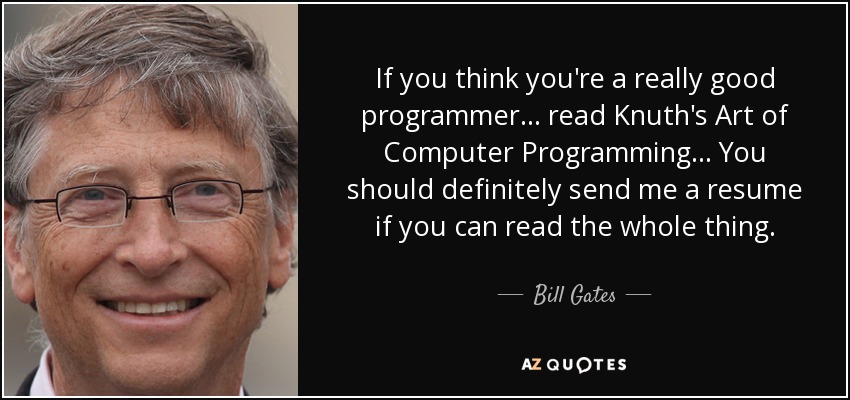 If you think you're a really good
programmer... read Knuth's Art of
Computer Programming... You
should definitely send me a resume
if you can read the whole thing.
Bill Gates
AZ QUOTES